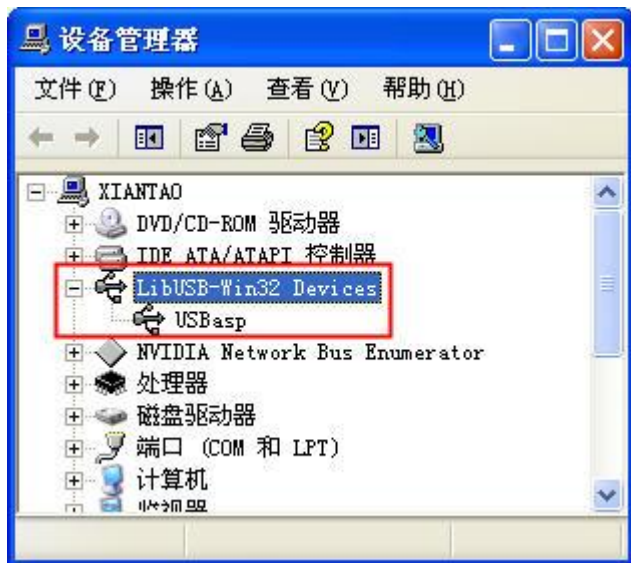 设备管理器
文件(F) 操作(A) 查看(V) 帮助(H)
XIANTAO
DVD/CD-ROM 驱动器
IDE ATA/ATAPI 控制器
LibUSB-Win32 Devices
USBasp
NVIDIA Network Bus Enumerator
处理器
磁盘驱动器
端口 (COM 和 LPT)
计算机